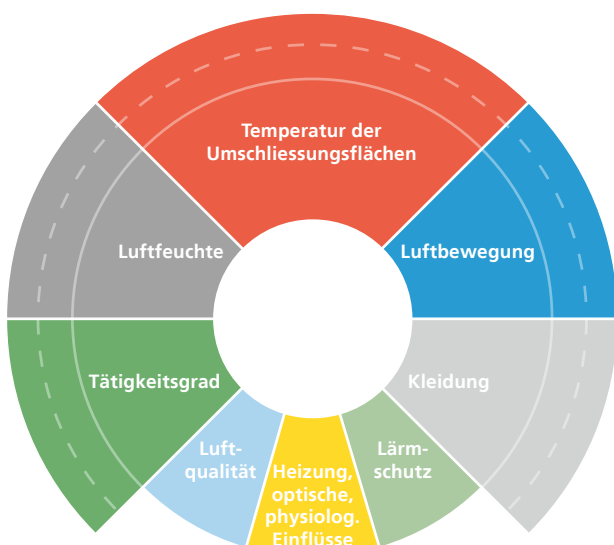 Temperatur der
Umschliessungsflächen
Luftfeuchte
Luftbewegung
Tätigkeitsgrad
Kleidung
Luft-
qualität
Heizung,
optische,
physiolog.
Einflüsse
Lärm-
schutz